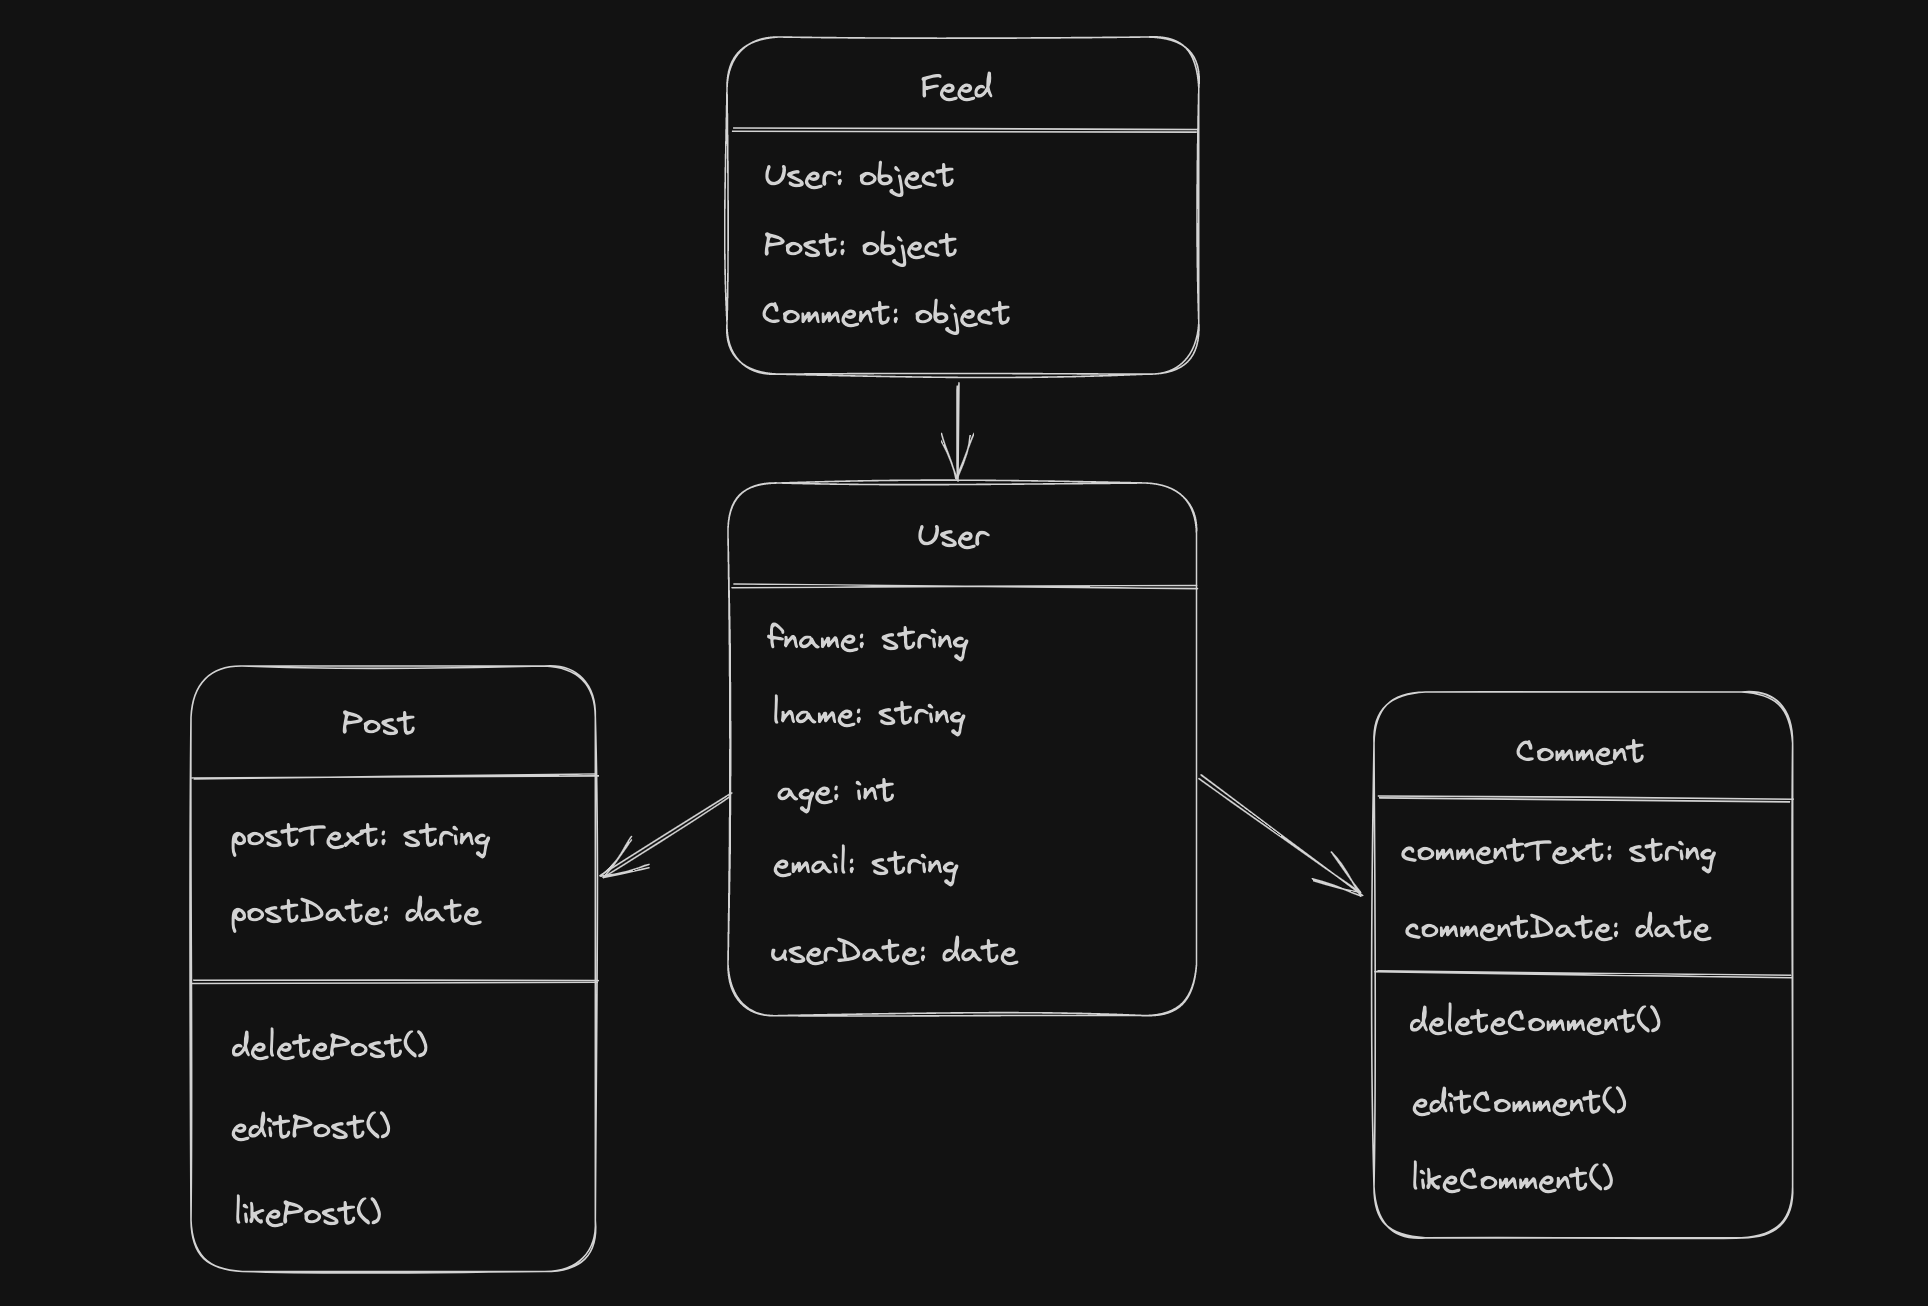 Feed
User: object
Post: object
Comment: object
User
fname: string
lname: string
age: int
email: string
userDate: date
Post
postText: string
postDate: date
deletePost()
editPost()
likePost()
Comment
commentText: string
commentDate: date
deleteComment()
editComment()
likeComment()